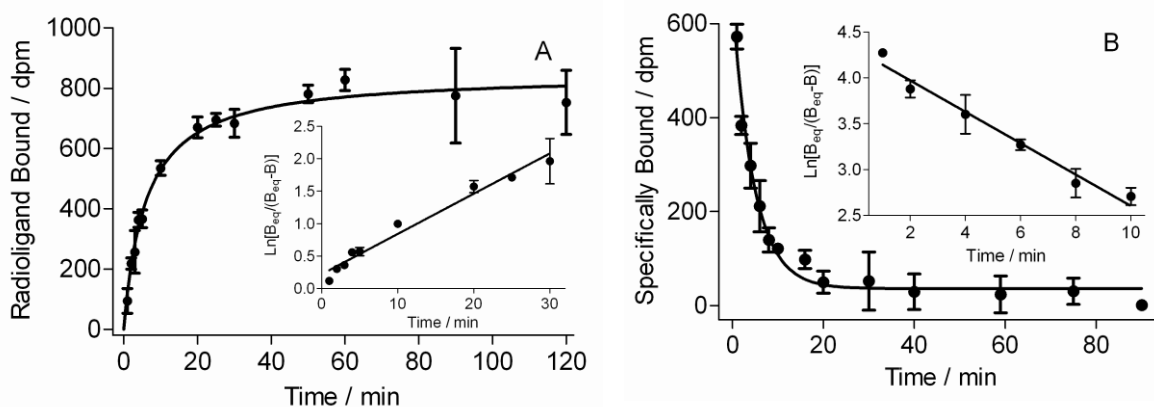 A
Radioligand Bound / dpm
1000
800
600
400
200
0
0 20 40 60 80 100 120
Time / min
Ln[Beq/(Beq-B)]
2.5
2.0
1.5
1.0
0.5
0.0
10 20 30
Time / min
B
Specifically Bound / dpm
600
400
200
0
0 20 40 60 80
Time / min
Ln[Beq/(Beq-B)]
4.5
4.0
3.5
3.0
2.5
2 4 6 8 10
Time / min